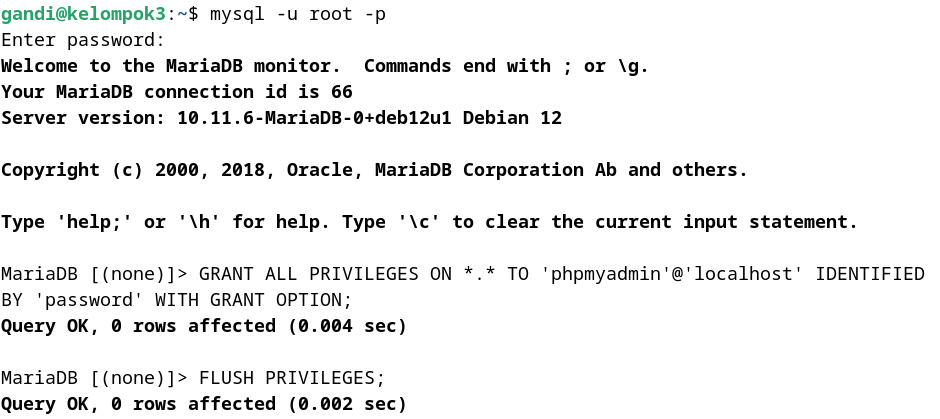 gandi@kelompok3:~$ mysql -u root -p
Enter password:
Welcome to the MariaDB monitor.  Commands end with ; or \g.
Your MariaDB connection id is 66
Server version: 10.11.6-MariaDB-0+deb12u1 Debian 12
Copyright (c) 2000, 2018, Oracle, MariaDB Corporation Ab and others.
Type 'help;' or '\h' for help. Type '\c' to clear the current input statement.
MariaDB [(none)]> GRANT ALL PRIVILEGES ON *.* TO 'phpmyadmin'@'localhost' IDENTIFIED
BY 'password' WITH GRANT OPTION;
Query OK, 0 rows affected (0.004 sec)
MariaDB [(none)]> FLUSH PRIVILEGES;
Query OK, 0 rows affected (0.002 sec)